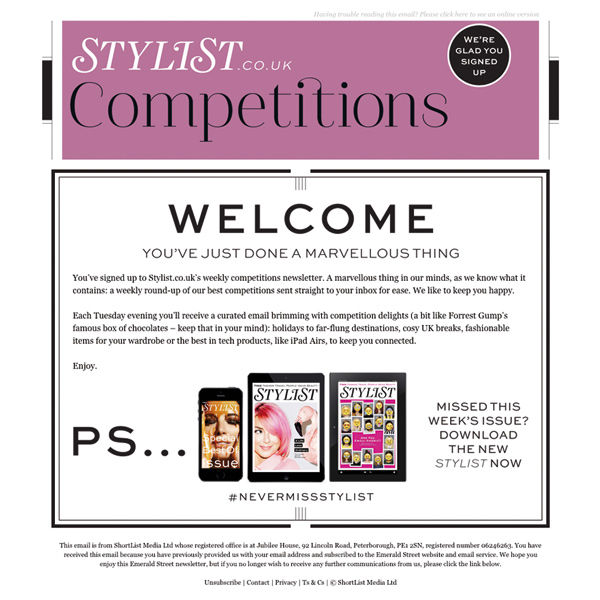 Having trouble reading this email? Please click here to see an online version
STYLIST.CO.UK
Competitions
WE'RE
GLAD YOU
SIGNED
UP
WELCOME
YOU'VE JUST DONE A MARVELLOUS THING
You've signed up to Stylist.co.uk's weekly competitions newsletter. A marvellous thing in our minds, as we know what it
contains: a weekly round-up of our best competitions sent straight to your inbox for ease. We like to keep you happy.
Each Tuesday evening you'll receive a curated email brimming with competition delights (a bit like Forrest Gump's
famous box of chocolates – keep that in your mind): holidays to far-flung destinations, cosy UK breaks, fashionable
items for your wardrobe or the best in tech products, like iPad Airs, to keep you connected.
Enjoy.
PS...
STYLIST
Special
Best Of
Issue
STYLIST
STYLIST
MISSED THIS
WEEK'S ISSUE?
DOWNLOAD
THE NEW
STYLIST NOW
#NEVERMISSSTYLIST
This email is from ShortList Media Ltd whose registered office is at Jubilee House, 92 Lincoln Road, Peterborough, PE1 2SN, registered number 06246263. You have
received this email because you have previously provided us with your email address and subscribed to the Emerald Street website and email service. We hope you
enjoy this Emerald Street newsletter, but if you no longer wish to receive any further communications from us, please click the link below.
Unsubscribe | Contact | Privacy | Ts & Cs | © ShortList Media Ltd